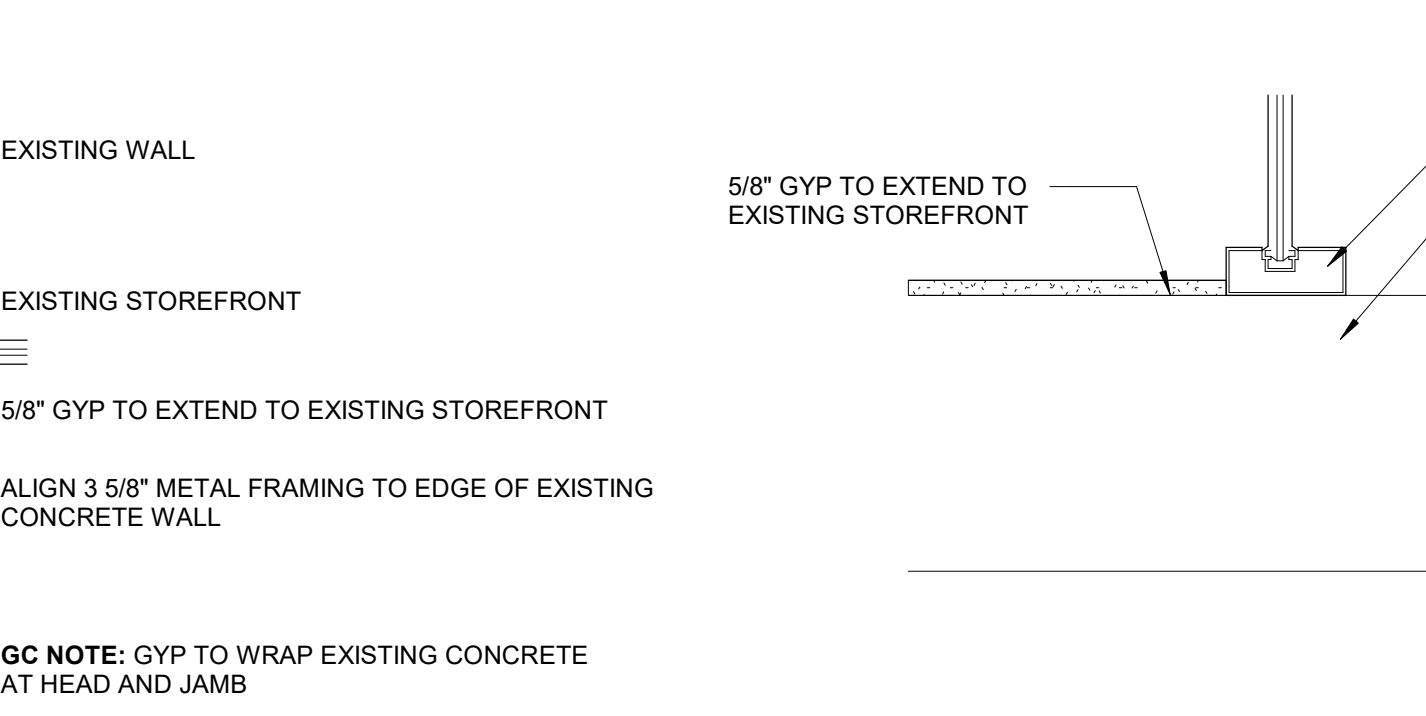 EXISTING WALL
5/8" GYP TO EXTEND TO
EXISTING STOREFRONT
EXISTING STOREFRONT
5/8" GYP TO EXTEND TO EXISTING STOREFRONT
ALIGN 3 5/8" METAL FRAMING TO EDGE OF EXISTING
CONCRETE WALL
GC NOTE: GYP TO WRAP EXISTING CONCRETE
AT HEAD AND JAMB